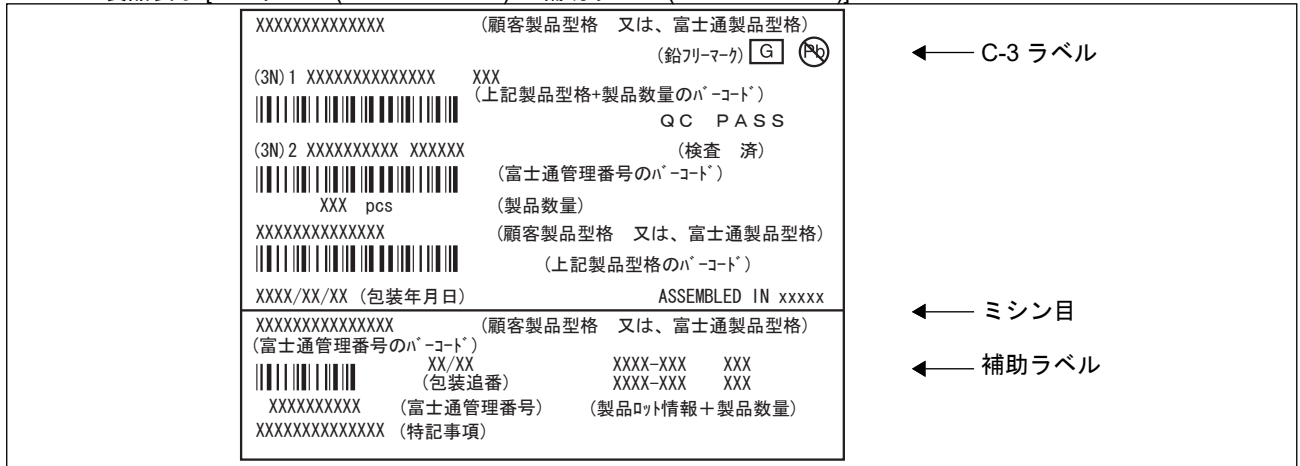 XXXXXXXXXXXXXX (顧客製品型格 又は、富士通製品型格)
(鉛ﾌﾘｰﾏｰｸ) G Pb
C-3 ラベル
(3N)1 XXXXXXXXXXXXXX XXX
(上記製品型格+製品数量のﾊﾞｰｺｰﾄﾞ)
QC PASS
(3N)2 XXXXXXXXXX XXXXXX (検査 済)
(富士通管理番号のﾊﾞｰｺｰﾄﾞ)
XXX pcs (製品数量)
XXXXXXXXXXXXXX (顧客製品型格 又は、富士通製品型格)
(上記製品型格のﾊﾞｰｺｰﾄﾞ)
XXXX/XX/XX (包装年月日) ASSEMBLED IN xxxxx
ミシン目
XXXXXXXXXXXXXXX (顧客製品型格 又は、富士通製品型格)
(富士通管理番号のﾊﾞｰｺｰﾄﾞ)
XX/XX XXXX-XXX XXX
補助ラベル
(包装追番) XXXX-XXX XXX
XXXXXXXXXX (富士通管理番号) (製品ﾛｯﾄ情報+製品数量)
XXXXXXXXXXXXXX (特記事項)